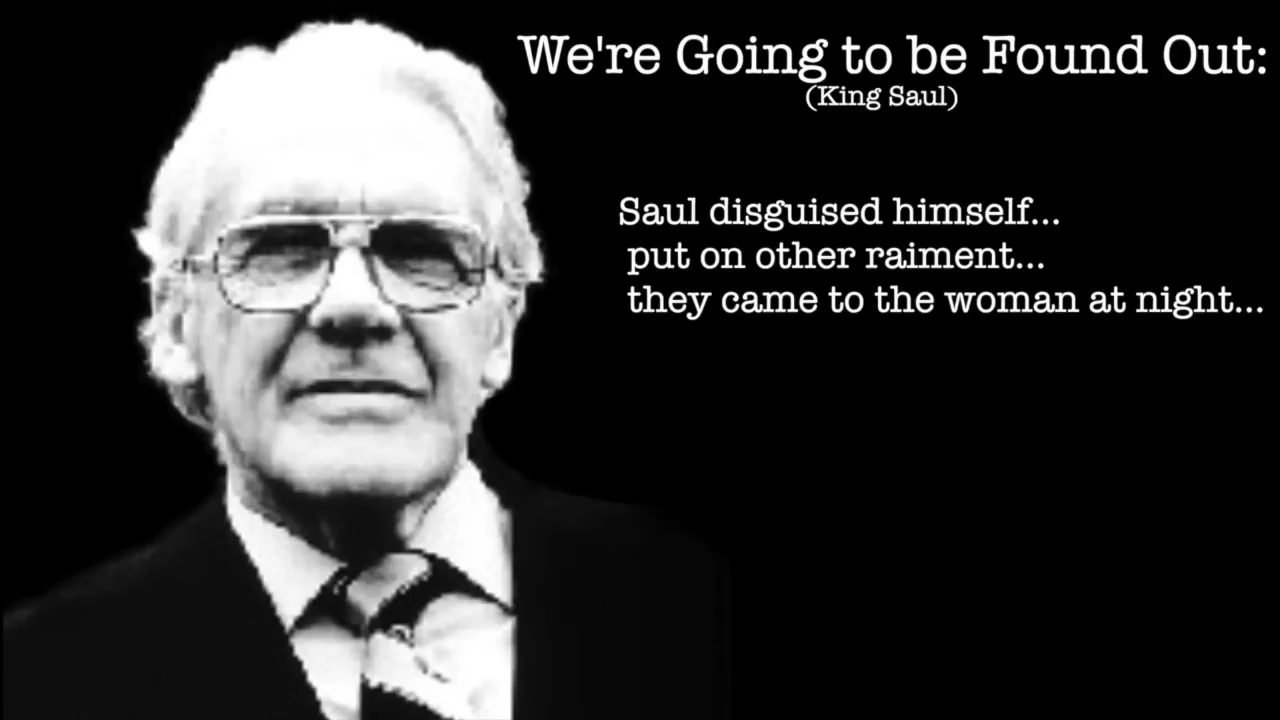 We're Going to be Found Out:
(King Saul)
Saul disguised himself...
put on other raiment...
they came to the woman at night...